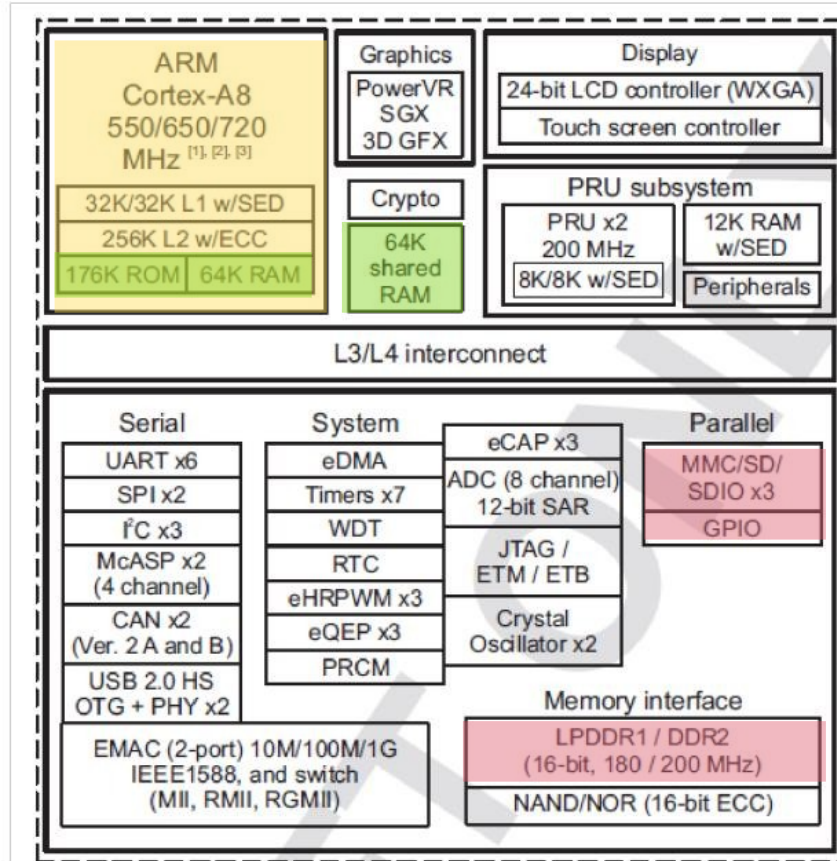 ARM
Cortex-A8
550/650/720
MHz [1], [2], [3]
32K/32K L1 w/SED
256K L2 w/ECC
176K ROM
64K RAM
Graphics
PowerVR
SGX
3D GFX
Crypto
64K
shared
RAM
Display
24-bit LCD controller (WXGA)
Touch screen controller
PRU subsystem
PRU x2
200 MHz
8K/8K w/SED
12K RAM
w/SED
Peripherals
L3/L4 interconnect
Serial
UART x6
SPI x2
I²C x3
McASP x2
(4 channel)
CAN x2
(Ver. 2 A and B)
USB 2.0 HS
OTG + PHY x2
EMAC (2-port) 10M/100M/1G
IEEE1588, and switch
(MII, RMII, RGMII)
System
eDMA
Timers x7
WDT
RTC
eHRPWM x3
eQEP x3
PRCM
eCAP x3
ADC (8 channel)
12-bit SAR
JTAG /
ETM / ETB
Crystal
Oscillator x2
Parallel
MMC/SD/
SDIO x3
GPIO
Memory interface
LPDDR1 / DDR2
(16-bit, 180 / 200 MHz)
NAND/NOR (16-bit ECC)